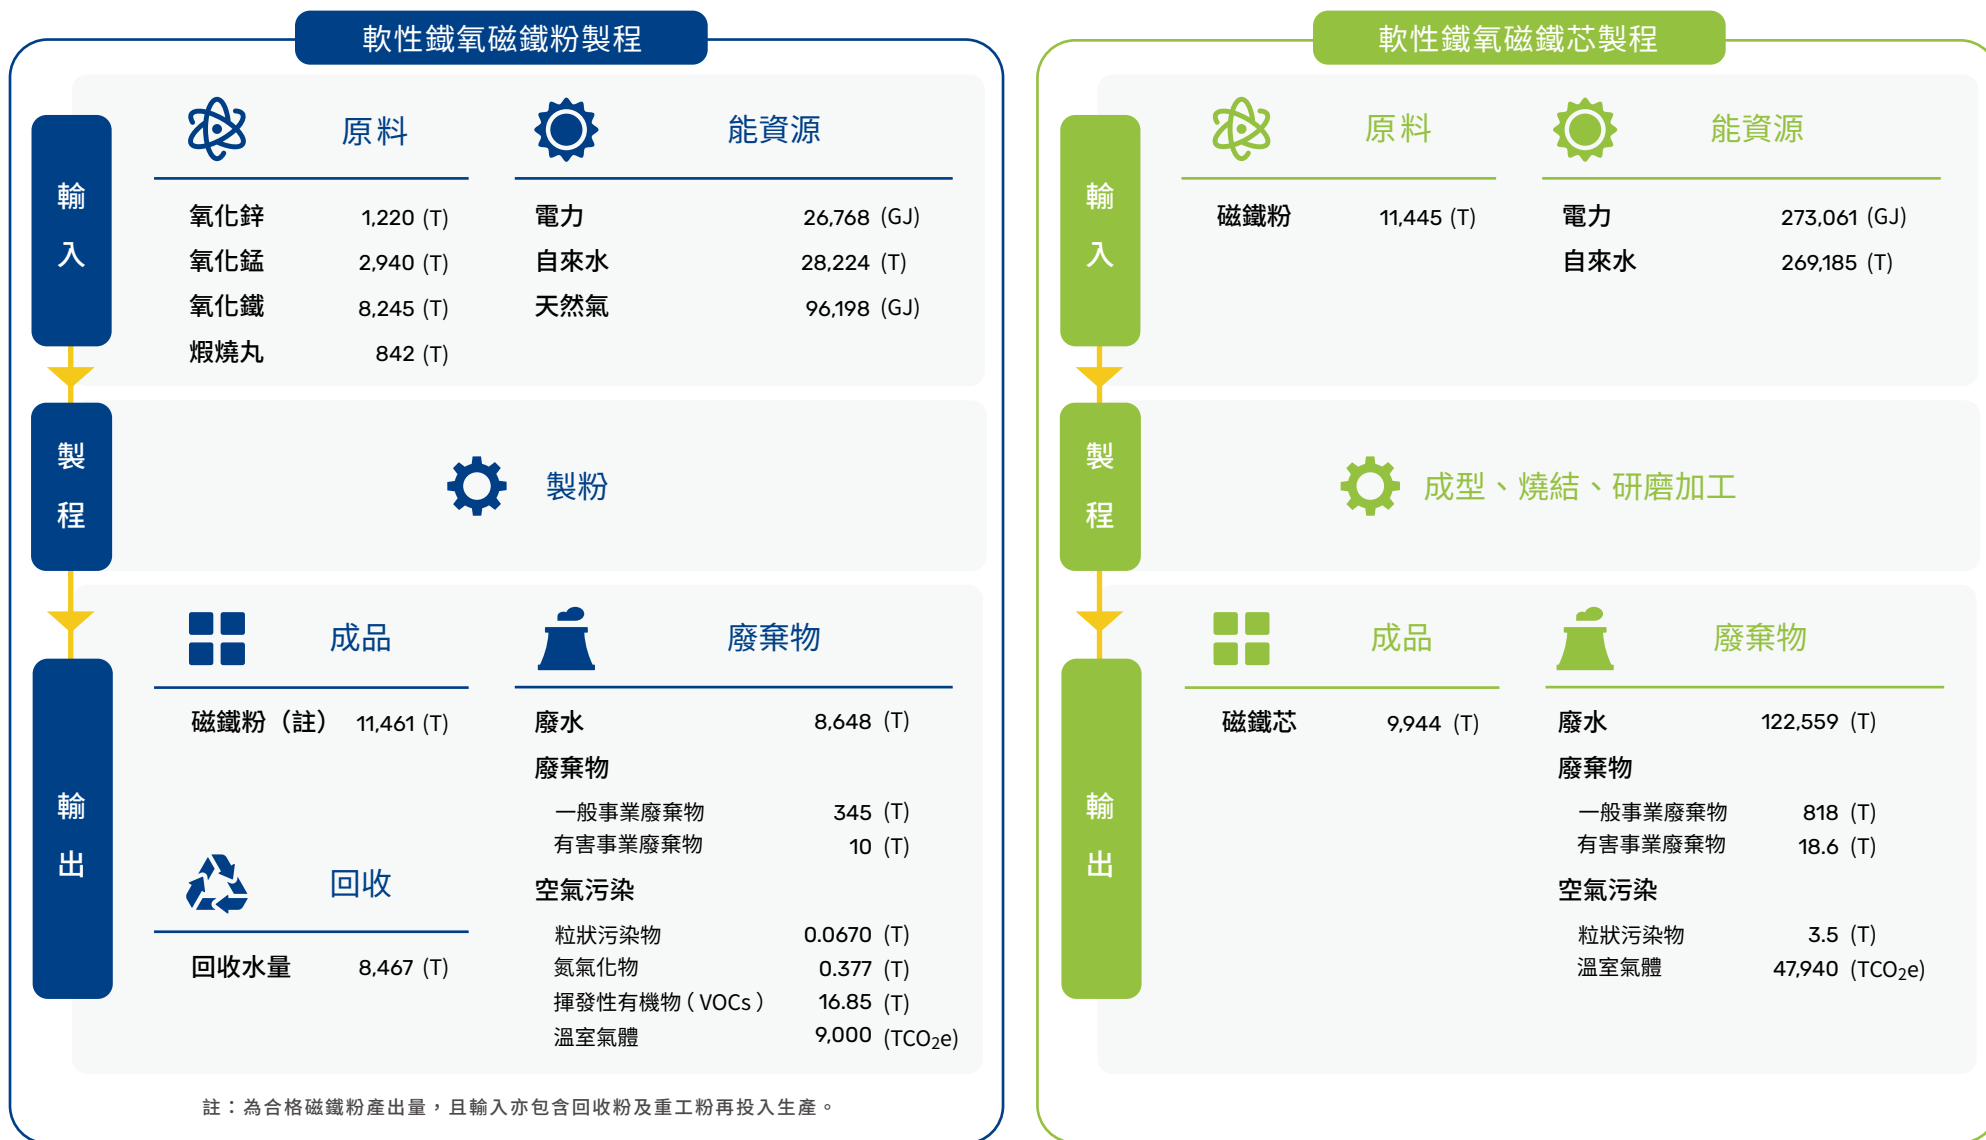 軟性鐵氧磁鐵粉製程
輸入
原料
氧化鋅 1,220 (T)
氧化錳 2,940 (T)
氧化鐵 8,245 (T)
煆燒丸 842 (T)
能資源
電力 26,768 (GJ)
自來水 28,224 (T)
天然氣 96,198 (GJ)
製程
製粉
輸出
成品
磁鐵粉（註） 11,461 (T)
回收
回收水量 8,467 (T)
廢棄物
廢水 8,648 (T)
廢棄物
一般事業廢棄物 345 (T)
有害事業廢棄物 10 (T)
空氣污染
粒狀污染物 0.0670 (T)
氮氧化物 0.377 (T)
揮發性有機物（VOCs） 16.85 (T)
溫室氣體 9,000 (TCO₂e)
註：為合格磁鐵粉產出量，且輸入亦包含回收粉及重工粉再投入生產。
軟性鐵氧磁鐵芯製程
輸入
原料
磁鐵粉 11,445 (T)
能資源
電力 273,061 (GJ)
自來水 269,185 (T)
製程
成型、燒結、研磨加工
輸出
成品
磁鐵芯 9,944 (T)
廢棄物
廢水 122,559 (T)
廢棄物
一般事業廢棄物 818 (T)
有害事業廢棄物 18.6 (T)
空氣污染
粒狀污染物 3.5 (T)
溫室氣體 47,940 (TCO₂e)